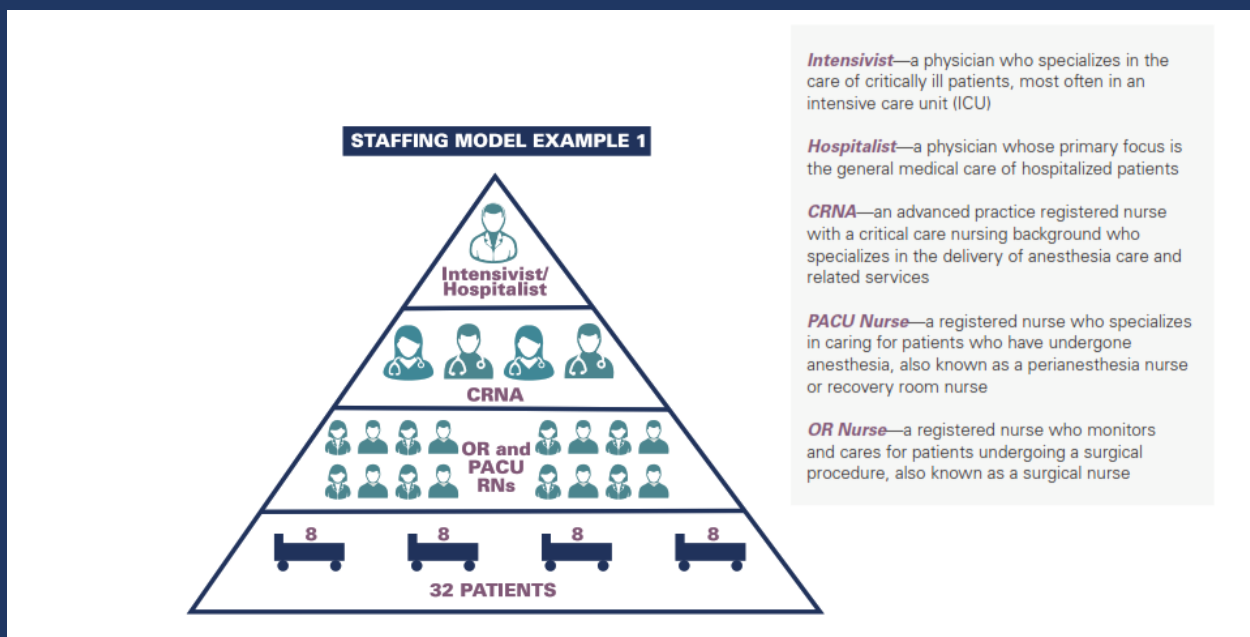 STAFFING MODEL EXAMPLE 1
Intensivist/
Hospitalist
CRNA
OR and
PACU
RNs
8 8 8 8
32 PATIENTS
Intensivist—a physician who specializes in the
care of critically ill patients, most often in an
intensive care unit (ICU)
Hospitalist—a physician whose primary focus is
the general medical care of hospitalized patients
CRNA—an advanced practice registered nurse
with a critical care nursing background who
specializes in the delivery of anesthesia care and
related services
PACU Nurse—a registered nurse who specializes
in caring for patients who have undergone
anesthesia, also known as a perianesthesia nurse
or recovery room nurse
OR Nurse—a registered nurse who monitors
and cares for patients undergoing a surgical
procedure, also known as a surgical nurse